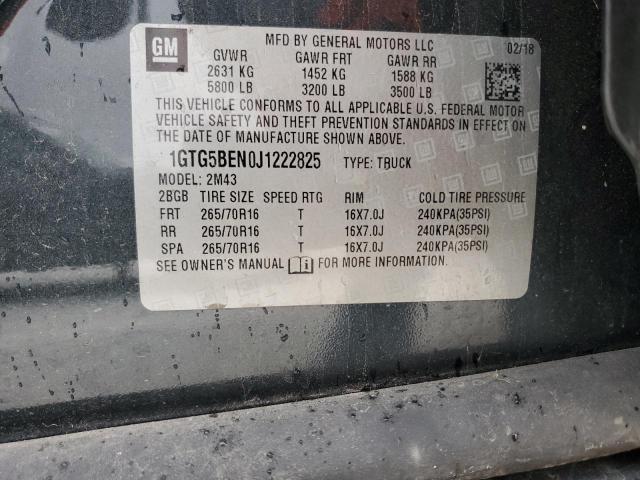 GM
MFD BY GENERAL MOTORS LLC 02/18
GVWR GAWR FRT GAWR RR
2631 KG 1452 KG 1588 KG
5800 LB 3200 LB 3500 LB
THIS VEHICLE CONFORMS TO ALL APPLICABLE U.S. FEDERAL MOTOR
VEHICLE SAFETY AND THEFT PREVENTION STANDARDS IN EFFECT ON
THE DATE OF MANUFACTURE SHOWN ABOVE.
1GTG5BEN0J1222825 TYPE: TRUCK
MODEL: 2M43
2BGB TIRE SIZE SPEED RTG RIM COLD TIRE PRESSURE
FRT 265/70R16 T 16X7.0J 240KPA(35PSI)
RR 265/70R16 T 16X7.0J 240KPA(35PSI)
SPA 265/70R16 T 16X7.0J 240KPA(35PSI)
SEE OWNER'S MANUAL FOR MORE INFORMATION.